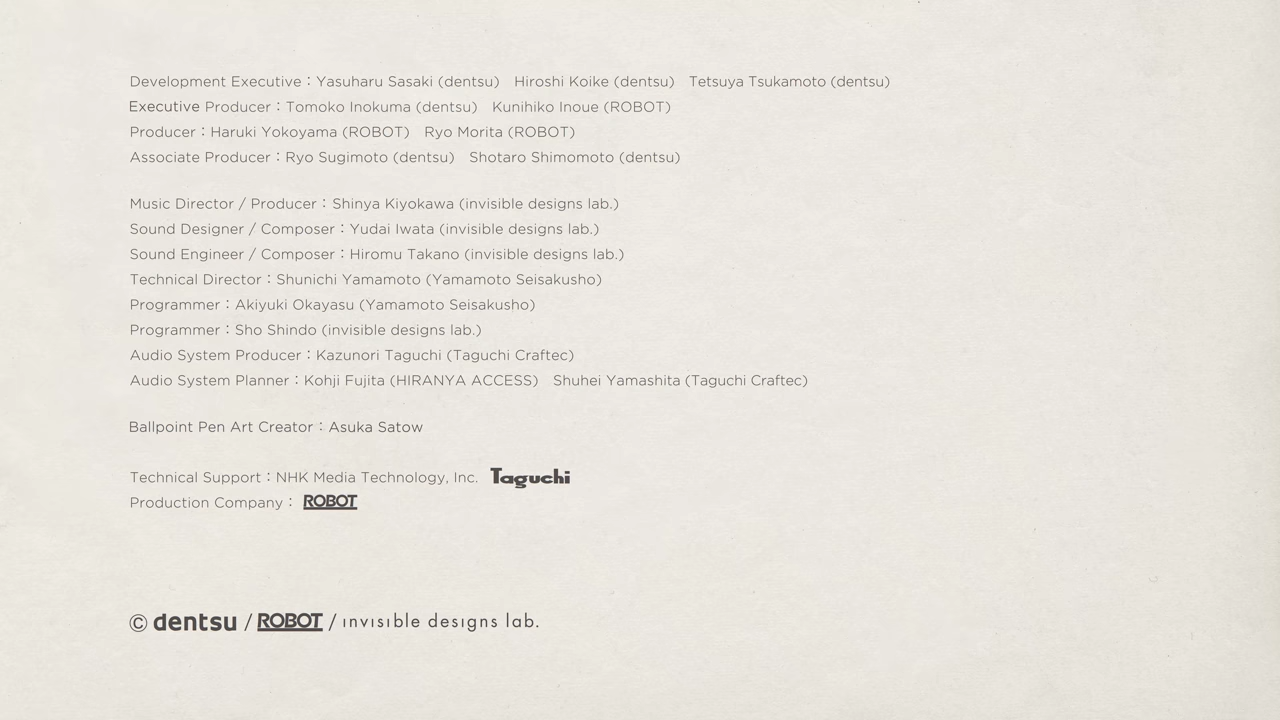 Development Executive：Yasuharu Sasaki (dentsu)　Hiroshi Koike (dentsu)　Tetsuya Tsukamoto (dentsu)
Executive Producer：Tomoko Inokuma (dentsu)　Kunihiko Inoue (ROBOT)
Producer：Haruki Yokoyama (ROBOT)　Ryo Morita (ROBOT)
Associate Producer：Ryo Sugimoto (dentsu)　Shotaro Shimomoto (dentsu)
Music Director / Producer：Shinya Kiyokawa (invisible designs lab.)
Sound Designer / Composer：Yudai Iwata (invisible designs lab.)
Sound Engineer / Composer：Hiromu Takano (invisible designs lab.)
Technical Director：Shunichi Yamamoto (Yamamoto Seisakusho)
Programmer：Akiyuki Okayasu (Yamamoto Seisakusho)
Programmer：Sho Shindo (invisible designs lab.)
Audio System Producer：Kazunori Taguchi (Taguchi Craftec)
Audio System Planner：Kohji Fujita (HIRANYA ACCESS)　Shuhei Yamashita (Taguchi Craftec)
Ballpoint Pen Art Creator：Asuka Satow
Technical Support：NHK Media Technology, Inc.　Taguchi
Production Company：ROBOT
© dentsu / ROBOT / invisible designs lab.